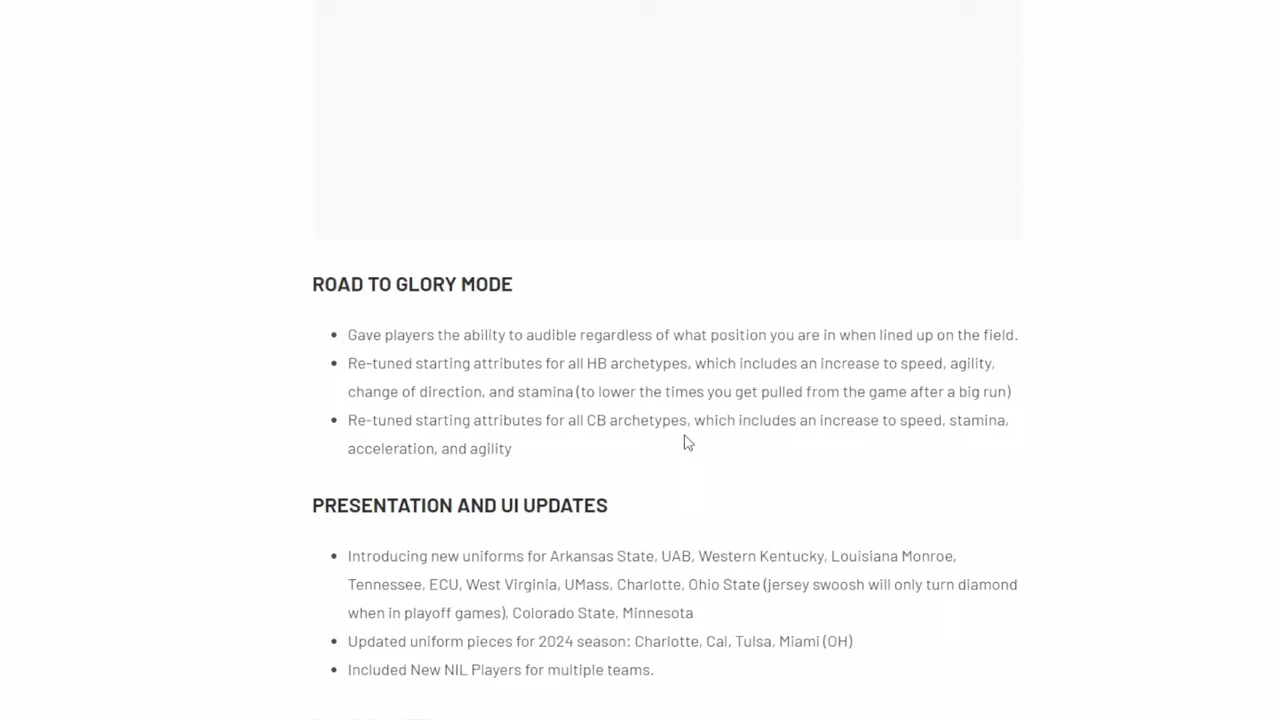 ROAD TO GLORY MODE
Gave players the ability to audible regardless of what position you are in when lined up on the field.
Re-tuned starting attributes for all HB archetypes, which includes an increase to speed, agility,
change of direction, and stamina (to lower the times you get pulled from the game after a big run)
Re-tuned starting attributes for all CB archetypes, which includes an increase to speed, stamina,
acceleration, and agility
PRESENTATION AND UI UPDATES
Introducing new uniforms for Arkansas State, UAB, Western Kentucky, Louisiana Monroe,
Tennessee, ECU, West Virginia, UMass, Charlotte, Ohio State (jersey swoosh will only turn diamond
when in playoff games), Colorado State, Minnesota
Updated uniform pieces for 2024 season: Charlotte, Cal, Tulsa, Miami (OH)
Included New NIL Players for multiple teams.